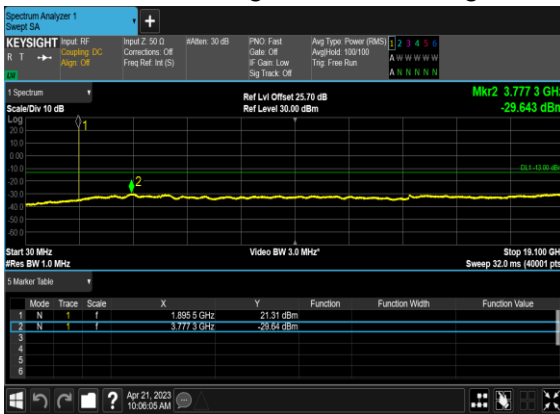 Spectrum Analyzer 1
Swept SA
KEYSIGHT Input: RF Input Z: 50 Ω #Atten: 30 dB PNO: Fast Avg Type: Power (RMS) 1 2 3 4 5 6
R T Coupling: DC Corrections: Off Gate: Off Avg|Hold: 100/100 A W W W W W
Align: Off Freq Ref: Int (S) IF Gain: Low Trig: Free Run
LV Sig Track: Off A N N N N N
1 Spectrum Ref Lvl Offset 25.70 dB Mkr2 3.777 3 GHz
Scale/Div 10 dB Ref Level 30.00 dBm -29.643 dBm
Log
1
20.0
10.0
0.00
-10.0
DL1 -13.00 dBm
-20.0
2
-30.0
-40.0
-50.0
-60.0
Start 30 MHz Video BW 3.0 MHz* Stop 19.100 GHz
#Res BW 1.0 MHz Sweep 32.0 ms (40001 pts)
5 Marker Table
Mode Trace Scale X Y Function Function Width Function Value
1 N 1 f 1.895 5 GHz 21.31 dBm
2 N 1 f 3.777 3 GHz -29.64 dBm
3
4
5
6
? Apr 21, 2023
10:06:05 AM